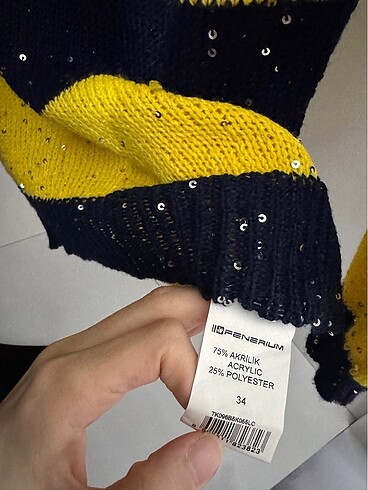 FENERIUM
75% AKRİLİK
ACRYLIC
25% POLYESTER
34